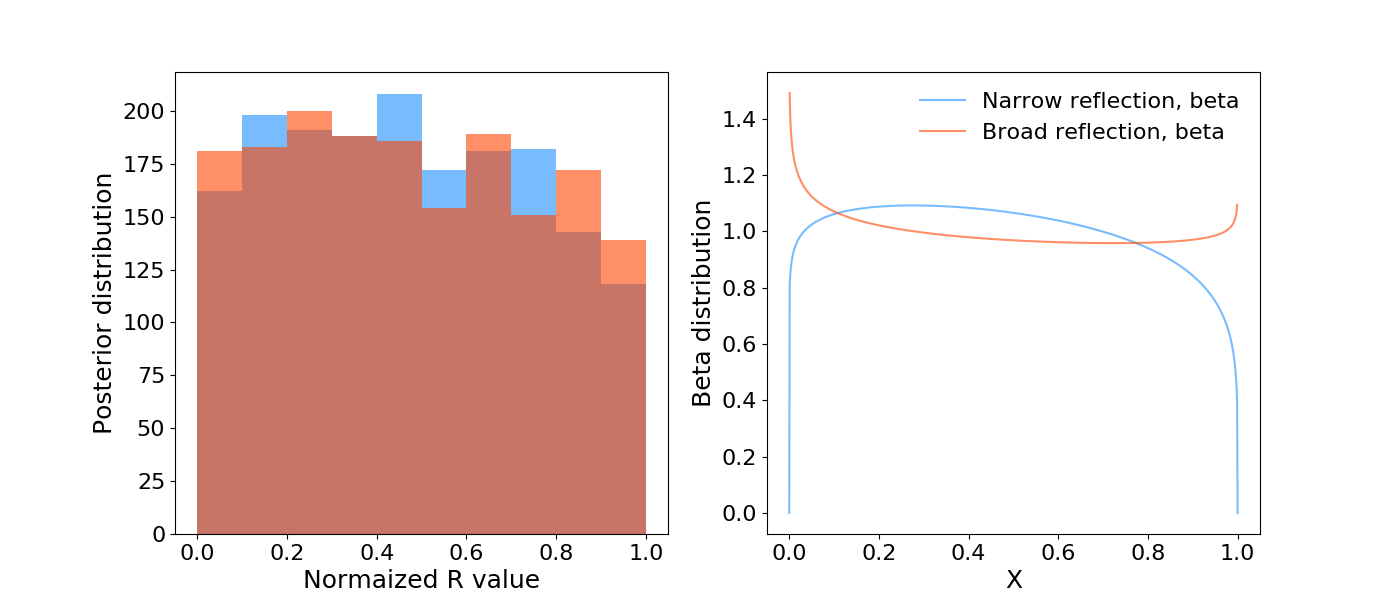 Posterior distribution
200
175
150
125
100
75
50
25
0
0.0 0.2 0.4 0.6 0.8 1.0
Normaized R value
Beta distribution
1.4
1.2
1.0
0.8
0.6
0.4
0.2
0.0
0.0 0.2 0.4 0.6 0.8 1.0
X
Narrow reflection, beta
Broad reflection, beta